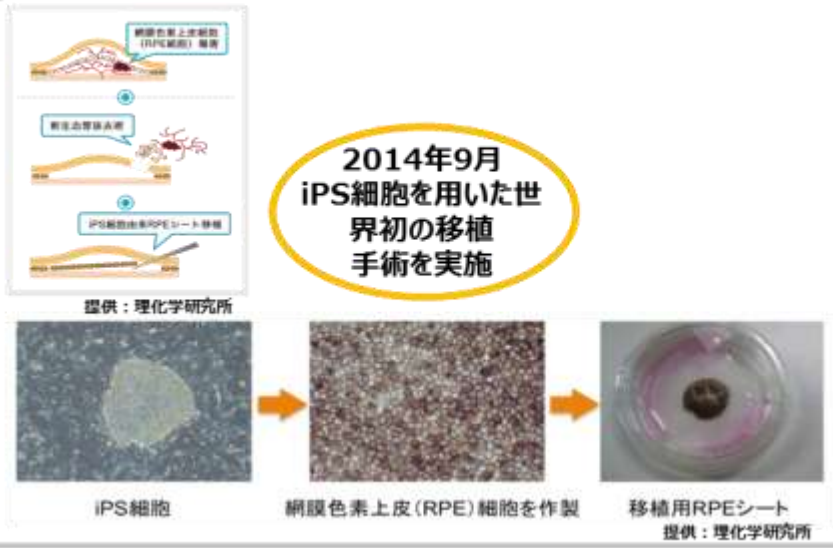 網膜色素上皮細胞
(RPE細胞) 障害
新生血管抜去術
iPS細胞由来RPEシート移植
提供：理化学研究所
2014年9月
iPS細胞を用いた世
界初の移植
手術を実施
iPS細胞
網膜色素上皮(RPE)細胞を作製
移植用RPEシート
提供：理化学研究所